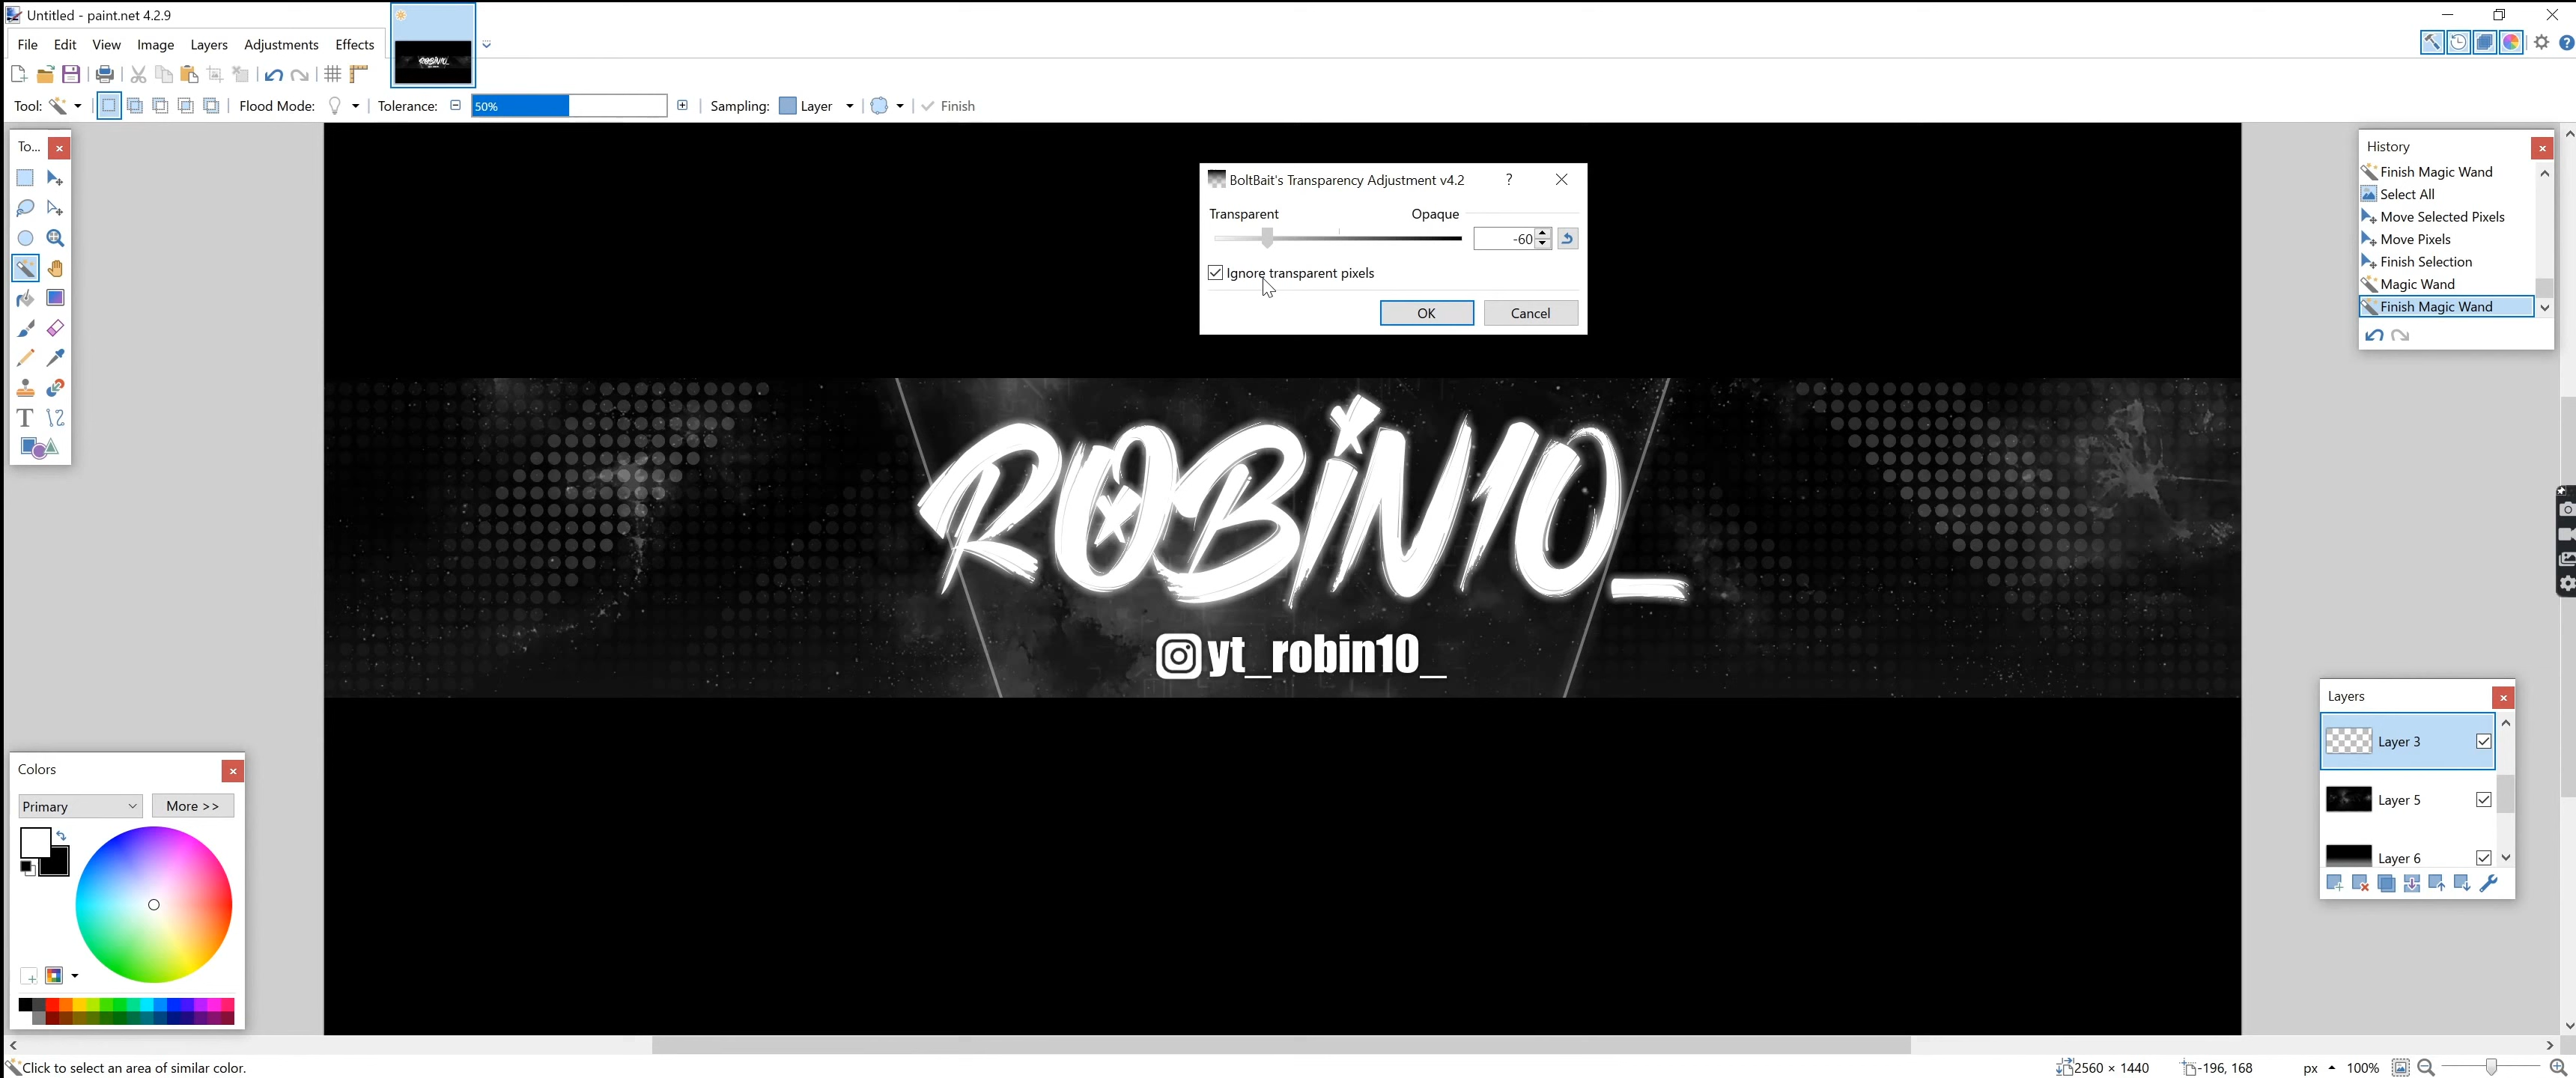 Untitled - paint.net 4.2.9
File Edit View Image Layers Adjustments Effects
Tool: Flood Mode: Tolerance: 50% Sampling: Layer Finish
To...
BoltBait's Transparency Adjustment v4.2 ?
Transparent Opaque
-60
Ignore transparent pixels
OK Cancel
History
Finish Magic Wand
Select All
Move Selected Pixels
Move Pixels
Finish Selection
Magic Wand
Finish Magic Wand
ROBiN10_
yt_robin10_
Layers
Layer 3
Layer 5
Layer 6
Colors
Primary More >>
Click to select an area of similar color.
2560 × 1440 -196, 168 px 100%